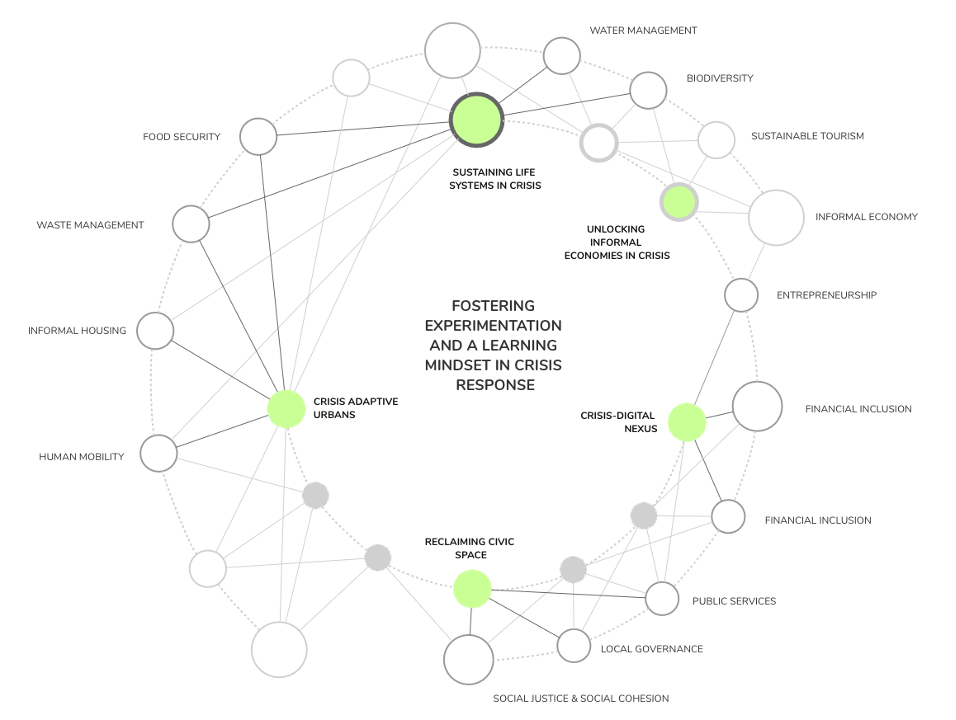 WATER MANAGEMENT
BIODIVERSITY
FOOD SECURITY
SUSTAINABLE TOURISM
SUSTAINING LIFE
SYSTEMS IN CRISIS
WASTE MANAGEMENT
INFORMAL ECONOMY
UNLOCKING
INFORMAL
ECONOMIES IN CRISIS
ENTREPRENEURSHIP
FOSTERING
EXPERIMENTATION
AND A LEARNING
MINDSET IN CRISIS
RESPONSE
INFORMAL HOUSING
CRISIS ADAPTIVE
URBANS
CRISIS-DIGITAL
NEXUS
FINANCIAL INCLUSION
HUMAN MOBILITY
FINANCIAL INCLUSION
RECLAIMING CIVIC
SPACE
PUBLIC SERVICES
LOCAL GOVERNANCE
SOCIAL JUSTICE & SOCIAL COHESION